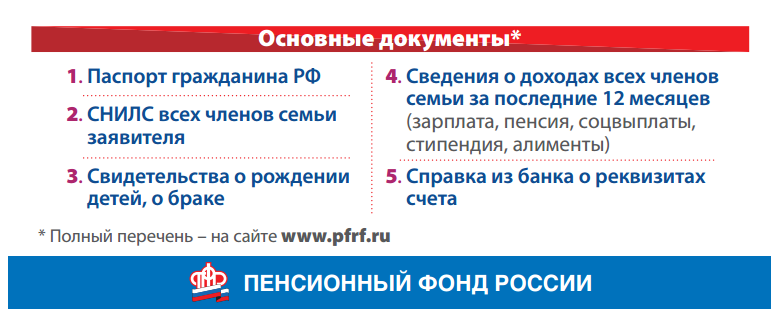 Основные документы*
1. Паспорт гражданина РФ
2. СНИЛС всех членов семьи
заявителя
3. Свидетельства о рождении
детей, о браке
4. Сведения о доходах всех членов
семьи за последние 12 месяцев
(зарплата, пенсия, соцвыплаты,
стипендия, алименты)
5. Справка из банка о реквизитах
счета
* Полный перечень – на сайте www.pfrf.ru
ПЕНСИОННЫЙ ФОНД РОССИИ